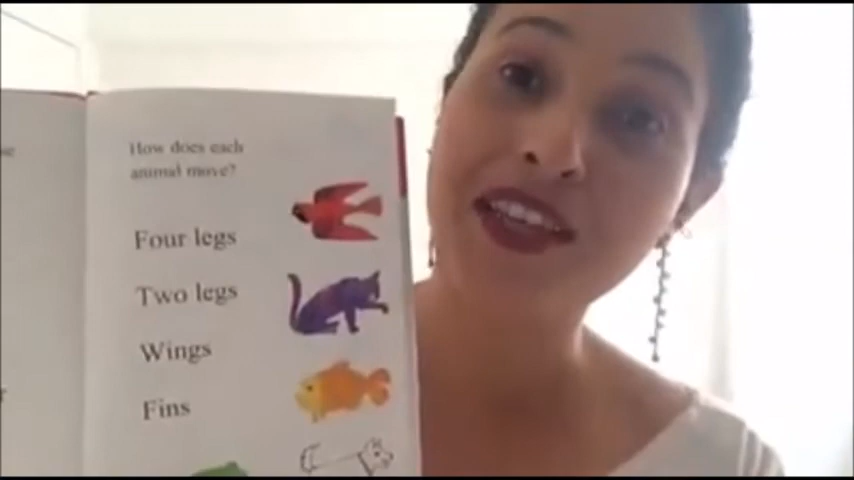 How does each
animal move?
Four legs
Two legs
Wings
Fins